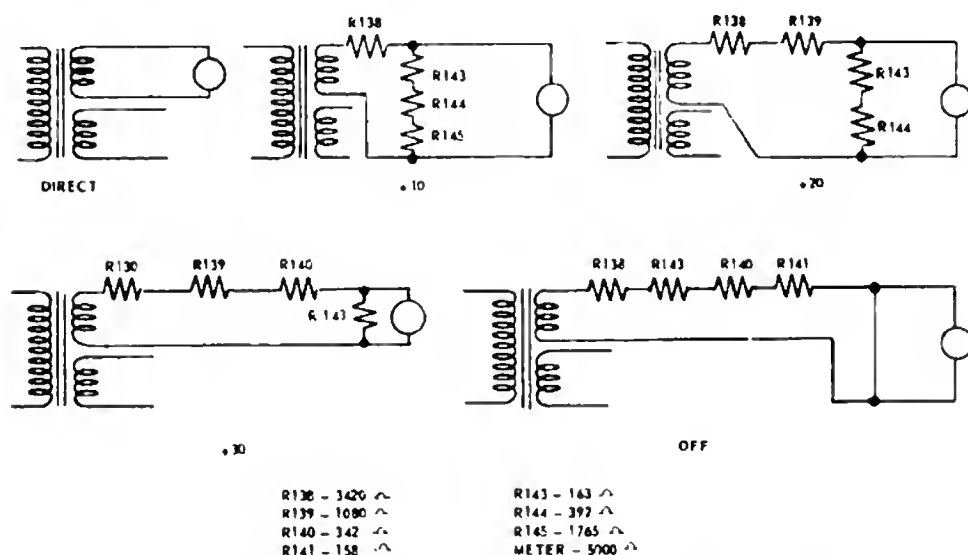 R138
R138 R139
R143
R144
R145
R143
R144
DIRECT
+10
+20
R130 R139 R140
R143
R138 R143 R140 R141
+30
OFF
R138 - 3420 Ω
R139 - 1080 Ω
R140 - 342 Ω
R141 - 158 Ω
R143 - 163 Ω
R144 - 392 Ω
R145 - 1765 Ω
METER - 5000 Ω